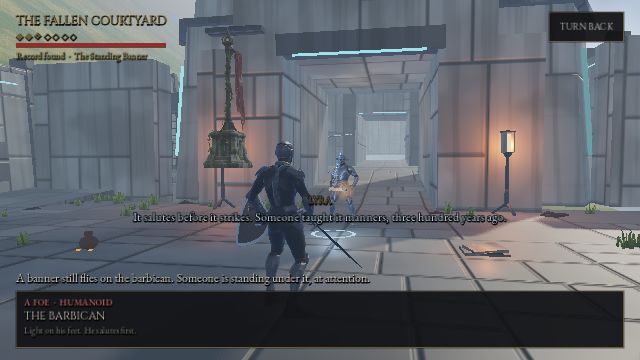 THE FALLEN COURTYARD
TURN BACK
Record found - The Standing Banner
LYRA
It salutes before it strikes. Someone taught it manners, three hundred years ago.
A banner still flies on the barbican. Someone is standing under it, at attention.
A FOE - HUMANOID
THE BARBICAN
Light on his feet. He salutes first.